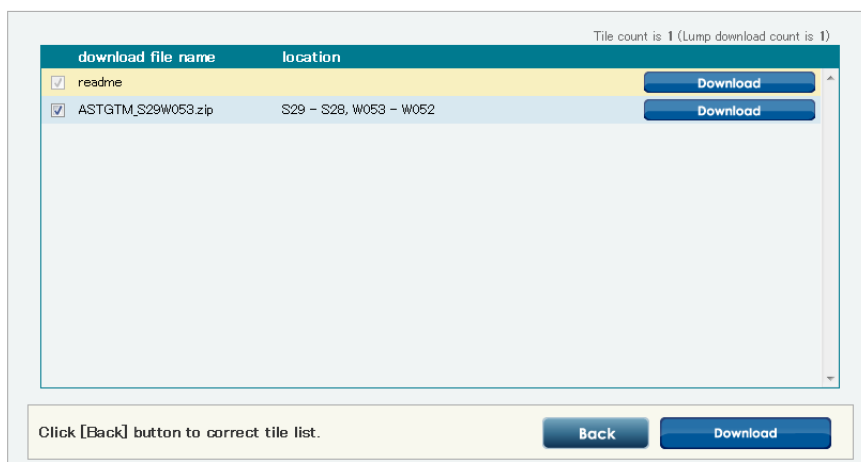 Tile count is 1 (Lump download count is 1)
download file name location
readme Download
ASTGTM_S29W053.zip S29 - S28, W053 - W052 Download
Click [Back] button to correct tile list. Back Download